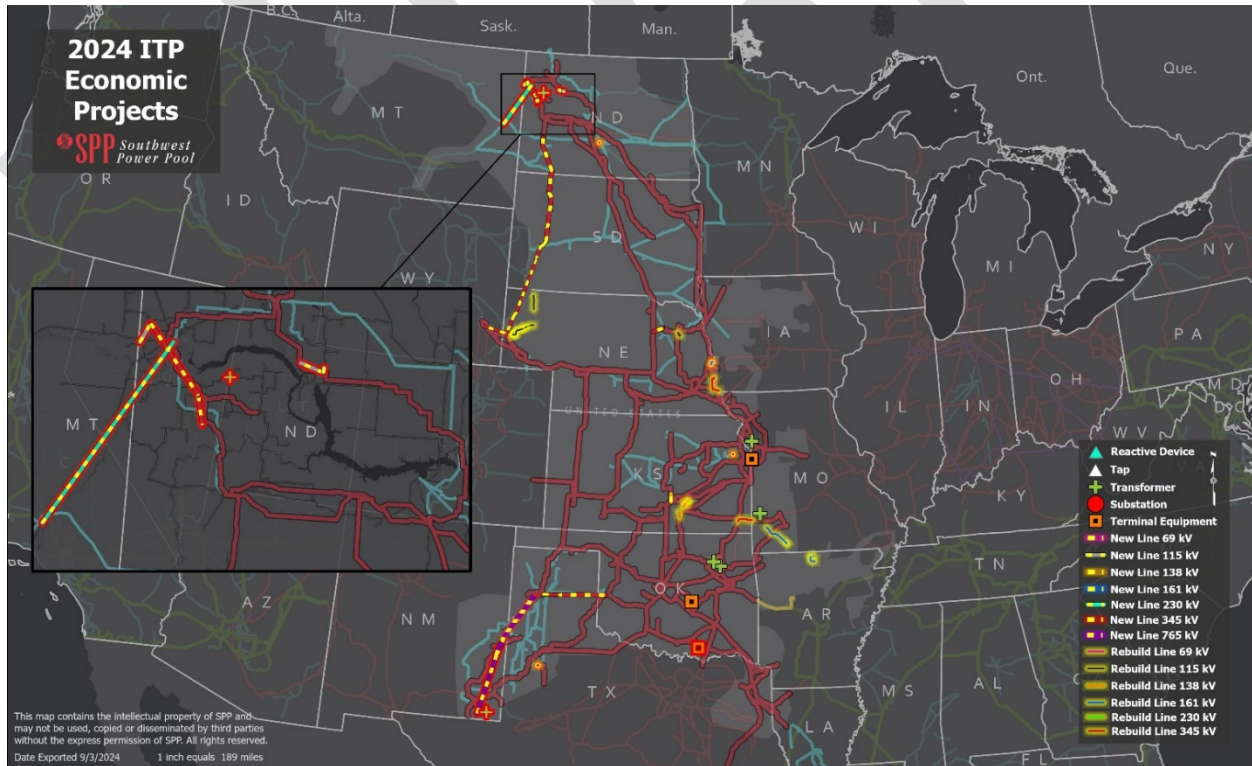 2024 ITP
Economic
Projects
SPP Southwest
Power Pool
B.C.
Alta.
Sask.
Man.
Ont.
Que.
MT
ND
MN
OR
ID
SD
WI
MI
NY
WY
IA
PA
NE
OH
MD
IL
IN
UNITED STATES
WV
KS
MO
KY
VA
MT
ND
TN
OK
AR
AZ
NM
MS
AL
TX
LA
FL
Reactive Device
N
Tap
Transformer
Substation
Terminal Equipment
New Line 69 kV
New Line 115 kV
New Line 138 kV
New Line 161 kV
New Line 230 kV
New Line 345 kV
New Line 765 kV
Rebuild Line 69 kV
Rebuild Line 115 kV
Rebuild Line 138 kV
Rebuild Line 161 kV
Rebuild Line 230 kV
Rebuild Line 345 kV
This map contains the intellectual property of SPP and
may not be used, copied or disseminated by third parties
without the express permission of SPP. All rights reserved.
Date Exported 9/3/2024 1 inch equals 189 miles